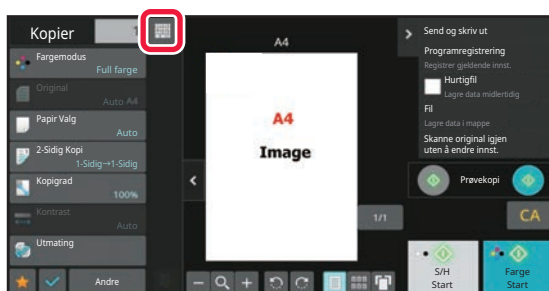 Kopier
1
Fargemodus
Full farge
Original
Auto A4
Papir Valg
Auto
2-Sidig Kopi
1-Sidig→1-Sidig
Kopigrad
100%
Kontrast
Auto
Utmating
Andre
A4
A4
Image
1/1
Send og skriv ut
Programregistrering
Registrer gjeldende innst.
Hurtigfil
Lagre data midlertidig
Fil
Lagre data i mappe
Skanne original igjen
uten å endre innst.
Prøvekopi
CA
S/H
Start
Farge
Start